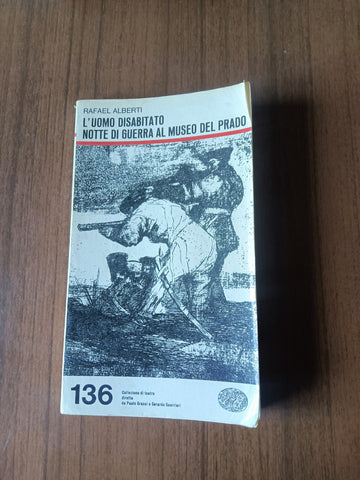 RAFAEL ALBERTI
L'UOMO DISABITATO
NOTTE DI GUERRA AL MUSEO DEL PRADO
136
Collezione di teatro
diretta
da Paolo Grassi e Gerardo Guerrieri